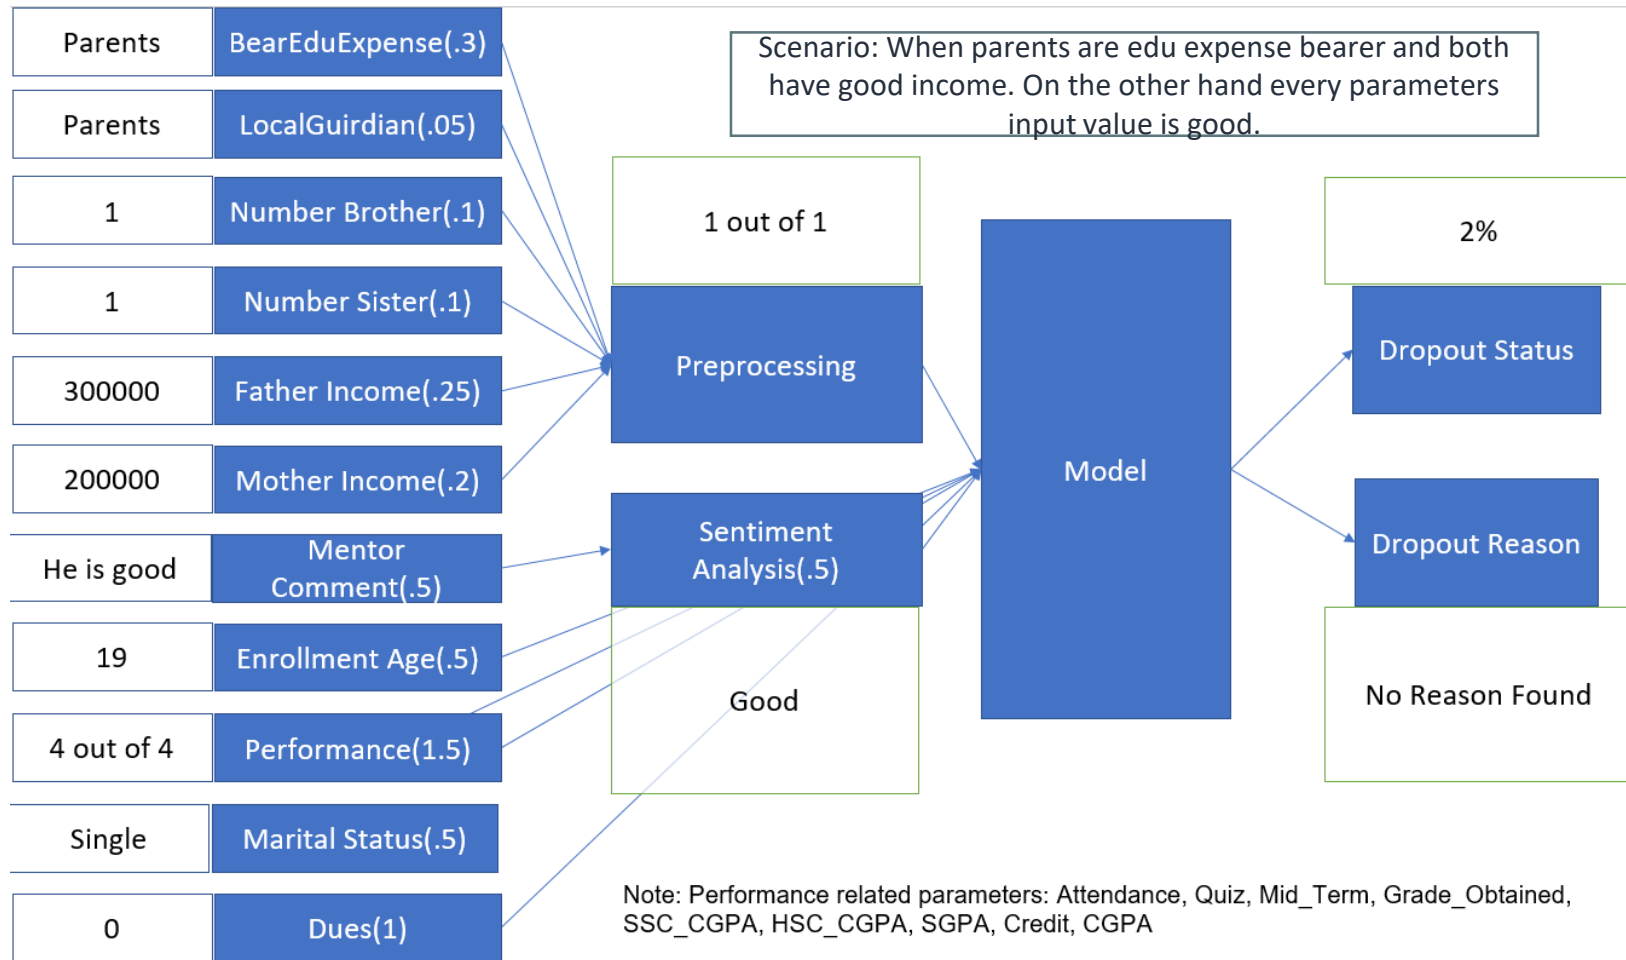 Parents
BearEduExpense(.3)
Scenario: When parents are edu expense bearer and both
have good income. On the other hand every parameters
input value is good.
Parents
LocalGuirdian(.05)
1
Number Brother(.1)
1 out of 1
2%
1
Number Sister(.1)
Preprocessing
Dropout Status
300000
Father Income(.25)
200000
Mother Income(.2)
Model
He is good
Mentor
Comment(.5)
Sentiment
Analysis(.5)
Dropout Reason
19
Enrollment Age(.5)
Good
No Reason Found
4 out of 4
Performance(1.5)
Single
Marital Status(.5)
0
Dues(1)
Note: Performance related parameters: Attendance, Quiz, Mid_Term, Grade_Obtained,
SSC_CGPA, HSC_CGPA, SGPA, Credit, CGPA